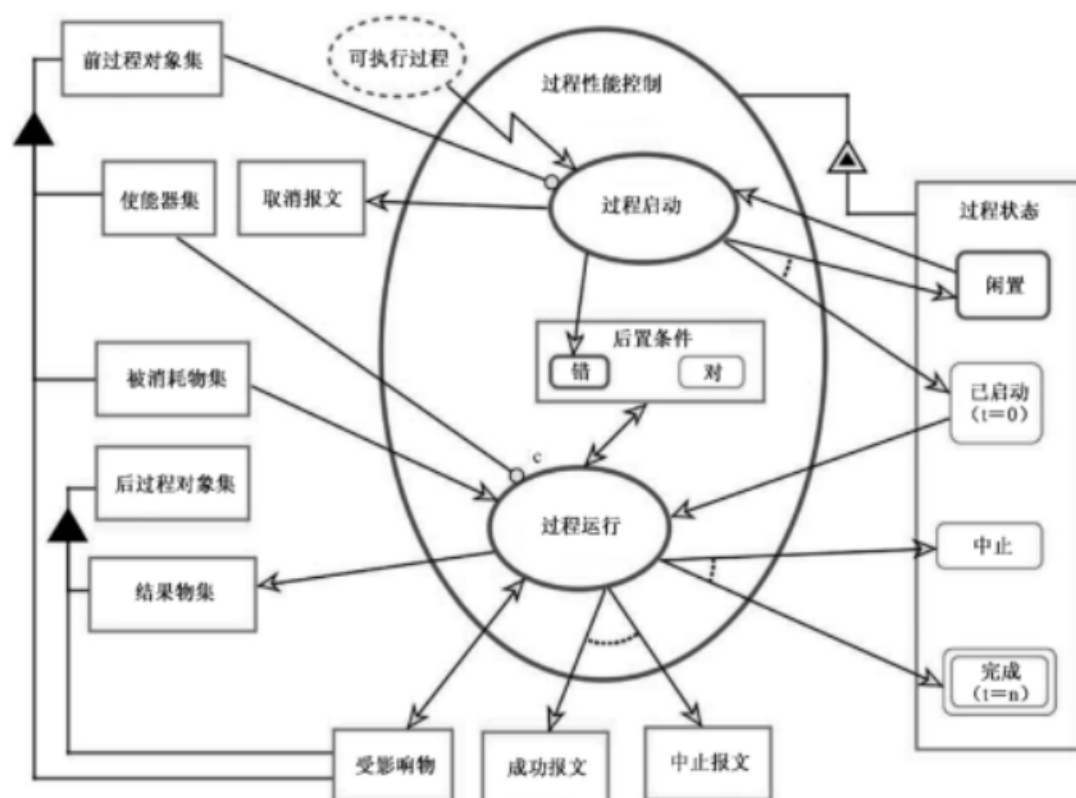 前过程对象集
可执行过程
过程性能控制
使能器集
取消报文
过程启动
过程状态
闲置
后置条件
错
对
被消耗物集
已启动
(t=0)
后过程对象集
c
过程运行
中止
结果物集
完成
(t=n)
受影响物
成功报文
中止报文